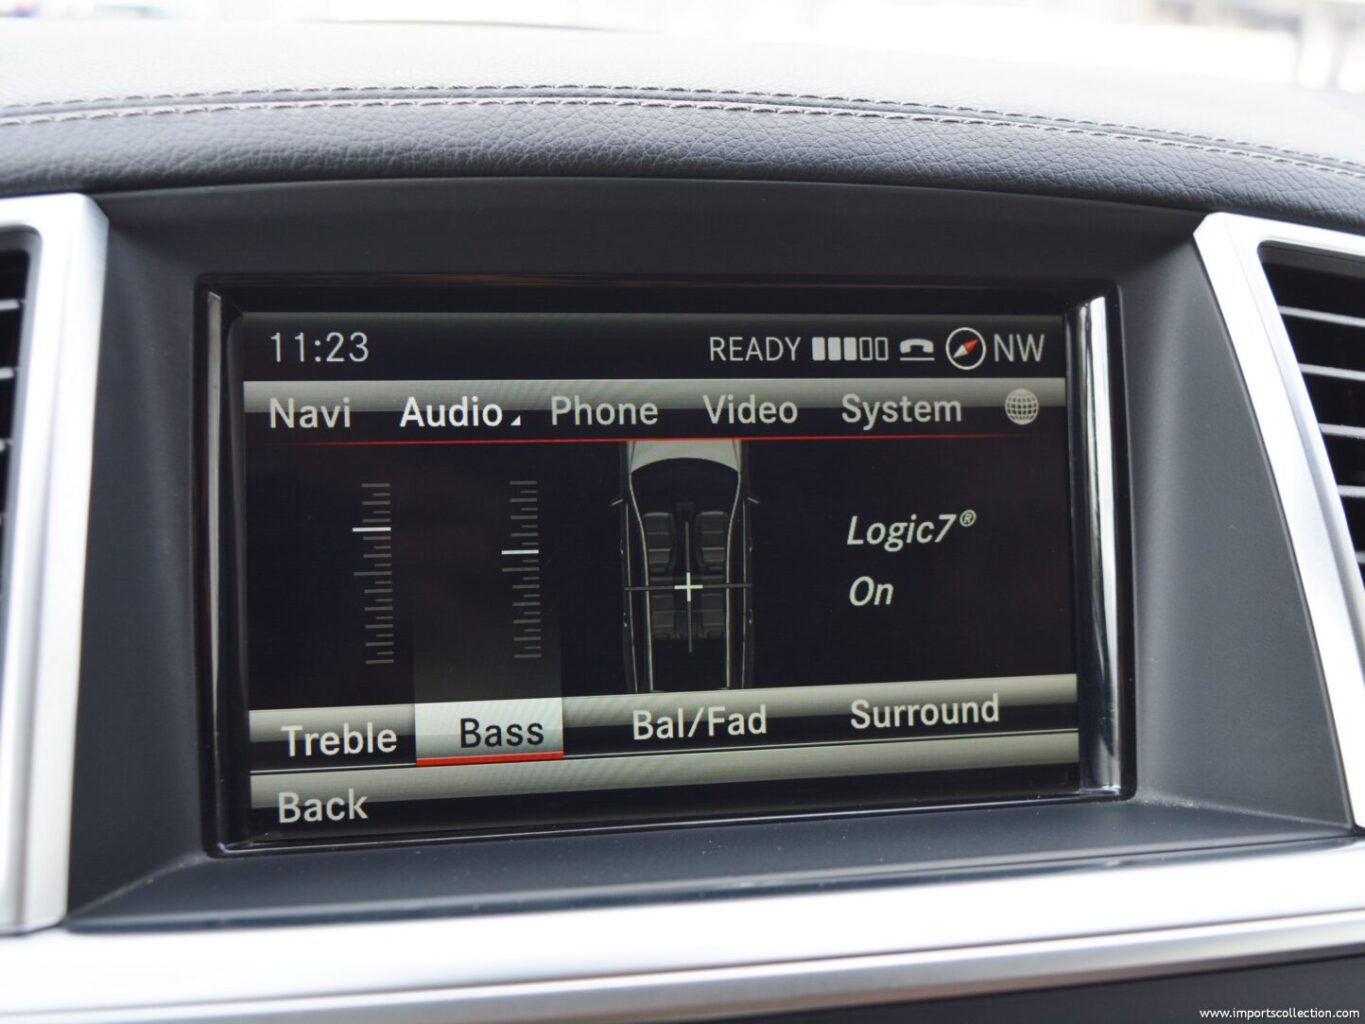 11:23 READY NW
Navi Audio Phone Video System
Logic7®
On
Treble Bass Bal/Fad Surround
Back
www.importscollection.com